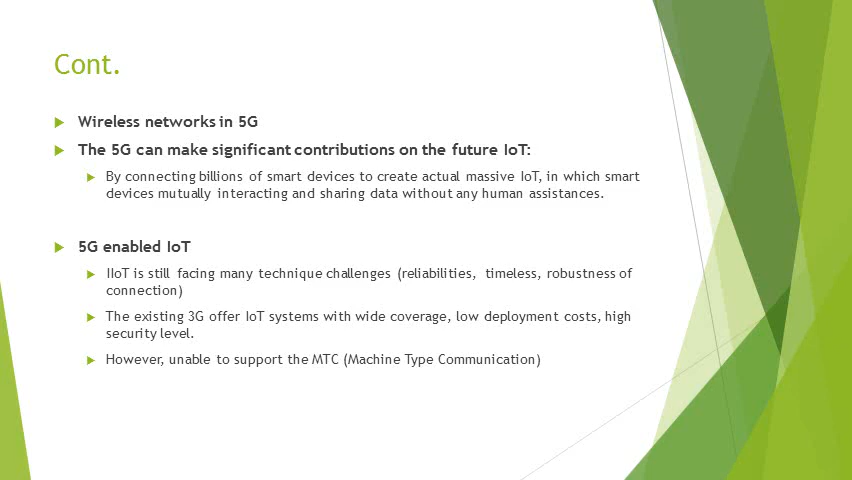 Cont.
Wireless networks in 5G
The 5G can make significant contributions on the future IoT:
By connecting billions of smart devices to create actual massive IoT, in which smart
devices mutually interacting and sharing data without any human assistances.
5G enabled IoT
IIoT is still facing many technique challenges (reliabilities, timeless, robustness of
connection)
The existing 3G offer IoT systems with wide coverage, low deployment costs, high
security level.
However, unable to support the MTC (Machine Type Communication)